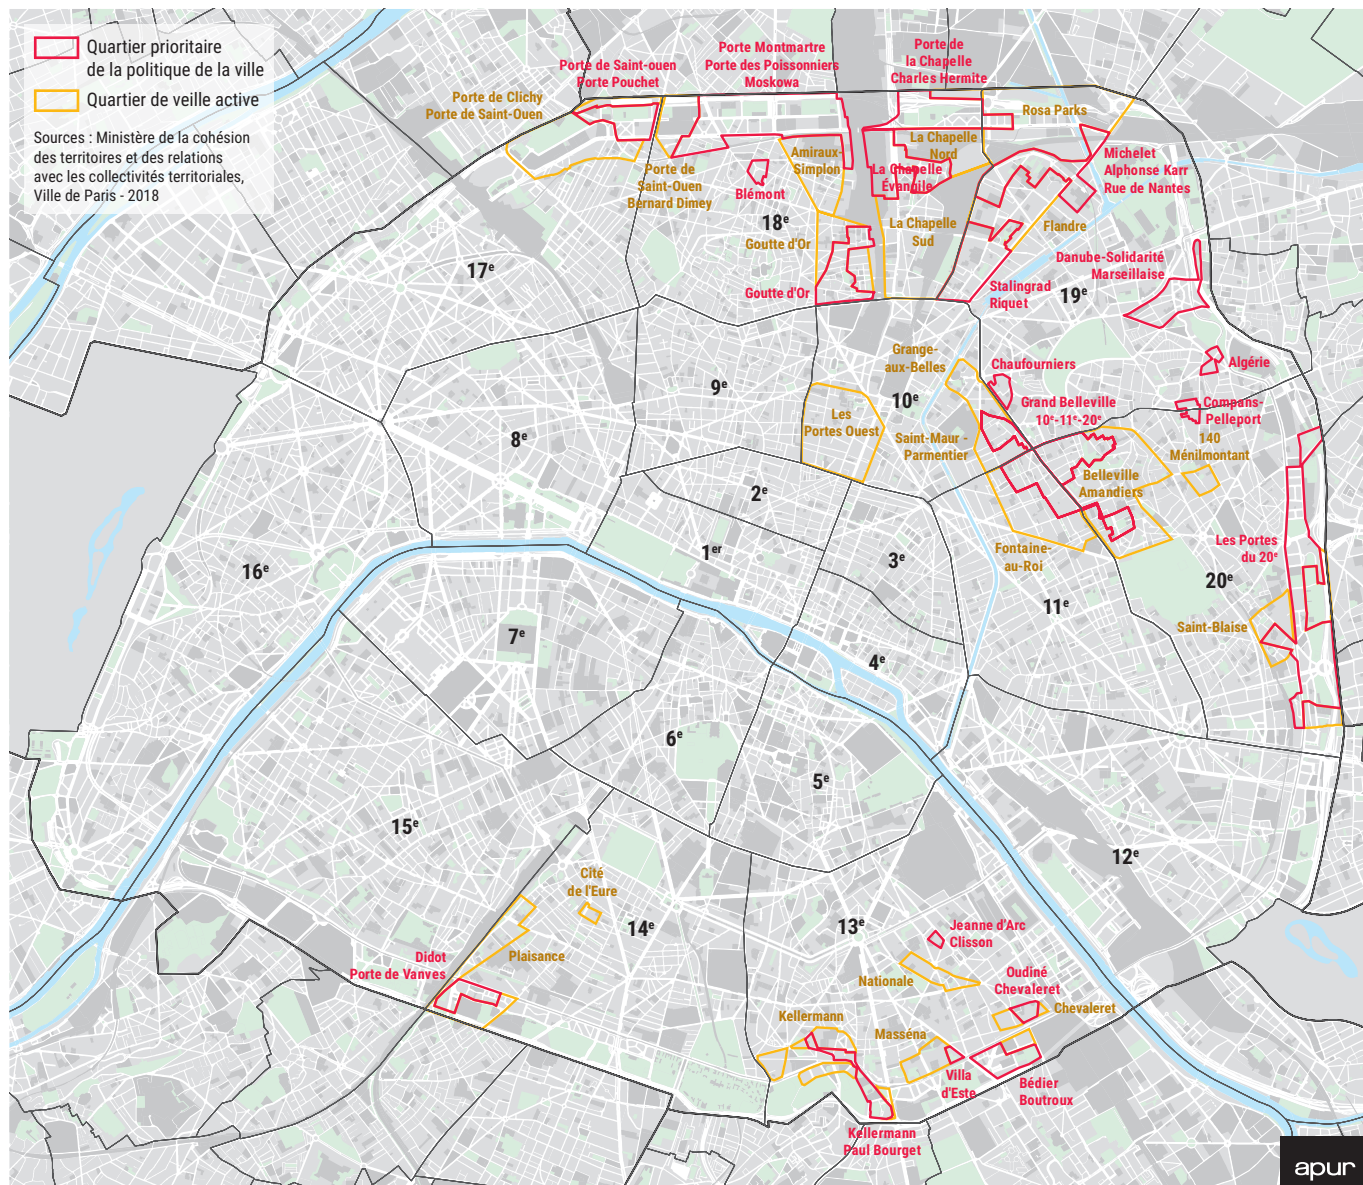 Quartier prioritaire
de la politique de la ville
Quartier de veille active
Sources : Ministère de la cohésion
des territoires et des relations
avec les collectivités territoriales,
Ville de Paris - 2018
Porte de Saint-ouen
Porte Pouchet
Porte Montmartre
Porte des Poissonniers
Moskowa
Porte de
la Chapelle
Charles Hermite
Porte de Clichy
Porte de Saint-Ouen
Rosa Parks
La Chapelle
Nord
Amiraux-
Simplon
La Chapelle
Évangile
Michelet
Alphonse Karr
Rue de Nantes
Porte de
Saint-Ouen
Bernard Dimey
Blémont
18e
La Chapelle
Sud
Flandre
Goutte d'Or
Danube-Solidarité
Marseillaise
17e
Goutte d'Or
Stalingrad
Riquet
19e
Grange-
aux-Belles
Chaufourniers
Algérie
9e
10e
Grand Belleville
10e-11e-20e
Compans-
Pelleport
Les
Portes Ouest
8e
Saint-Maur -
Parmentier
140
Ménilmontant
Belleville
Amandiers
2e
1er
3e
Fontaine-
au-Roi
Les Portes
du 20e
16e
20e
11e
7e
Saint-Blaise
4e
6e
5e
15e
12e
Cité
de l'Eure
14e
13e
Jeanne d'Arc
Clisson
Didot
Porte de Vanves
Plaisance
Nationale
Oudiné
Chevaleret
Chevaleret
Kellermann
Masséna
Villa
d'Este
Bédier
Boutroux
Kellermann
Paul Bourget
apur